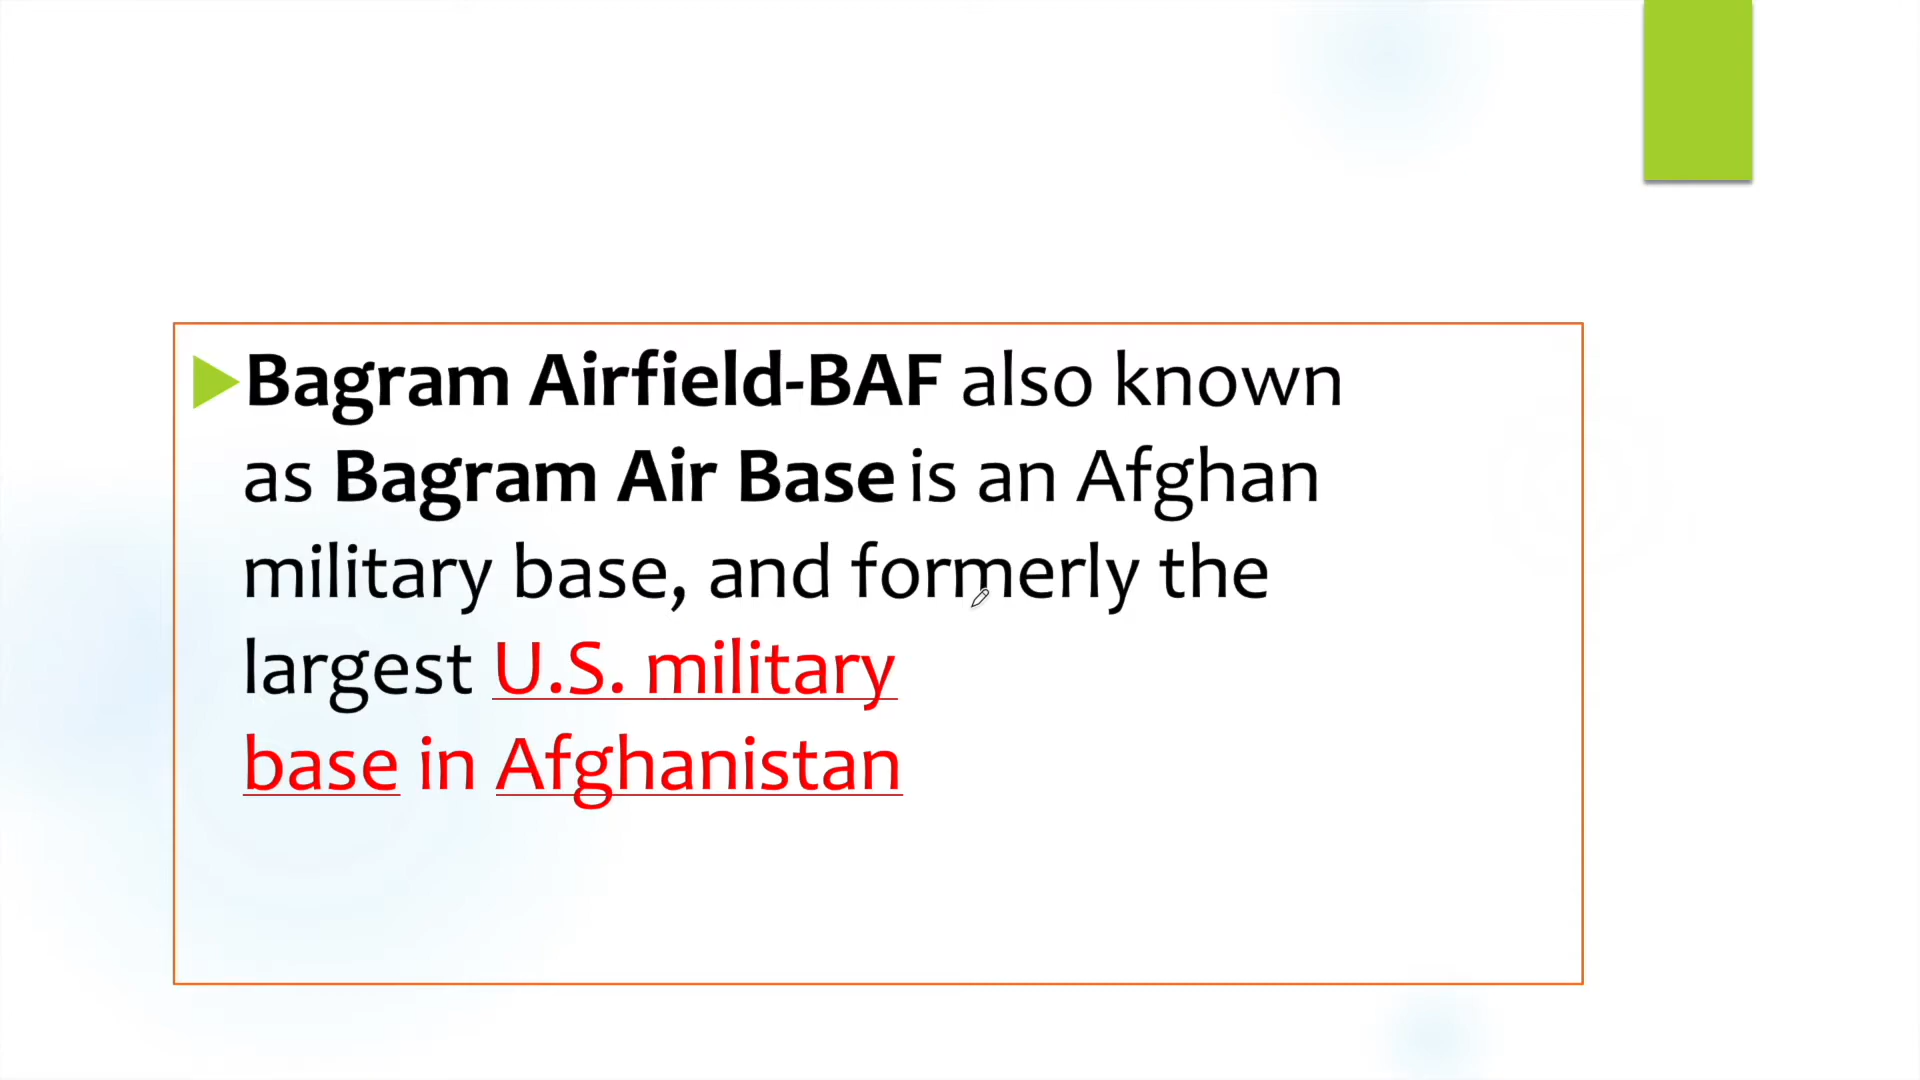 Bagram Airfield-BAF also known
as Bagram Air Base is an Afghan
military base, and formerly the
largest U.S. military
base in Afghanistan